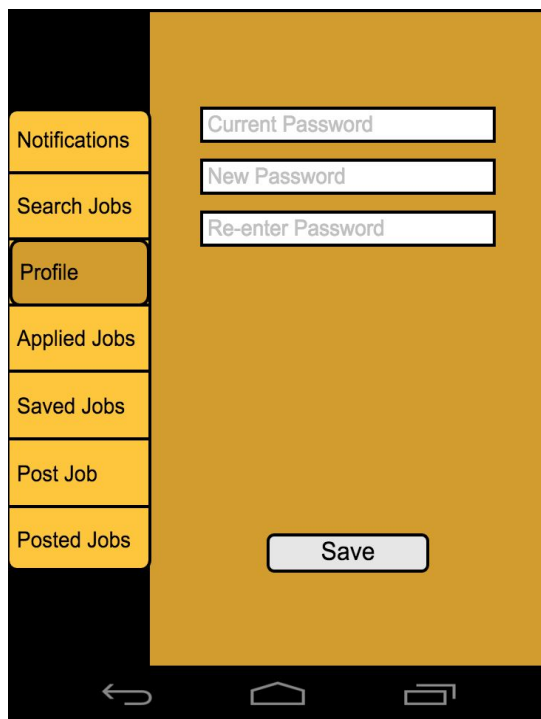 Notifications
Search Jobs
Profile
Applied Jobs
Saved Jobs
Post Job
Posted Jobs
Current Password
New Password
Re-enter Password
Save